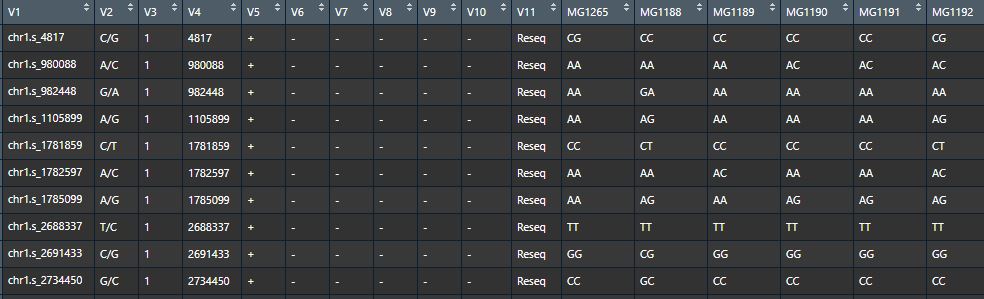 V1 V2 V3 V4 V5 V6 V7 V8 V9 V10 V11 MG1265 MG1188 MG1189 MG1190 MG1191 MG1192
chr1.s_4817 C/G 1 4817 + - - - - - Reseq CG CC CC CC CC CG
chr1.s_980088 A/C 1 980088 + - - - - - Reseq AA AA AA AC AC AC
chr1.s_982448 G/A 1 982448 + - - - - - Reseq AA GA AA AA AA AA
chr1.s_1105899 A/G 1 1105899 + - - - - - Reseq AA AG AA AA AA AG
chr1.s_1781859 C/T 1 1781859 + - - - - - Reseq CC CT CC CC CC CT
chr1.s_1782597 A/C 1 1782597 + - - - - - Reseq AA AA AC AA AA AC
chr1.s_1785099 A/G 1 1785099 + - - - - - Reseq AA AG AA AG AG AG
chr1.s_2688337 T/C 1 2688337 + - - - - - Reseq TT TT TT TT TT TT
chr1.s_2691433 C/G 1 2691433 + - - - - - Reseq GG CG GG GG GG GG
chr1.s_2734450 G/C 1 2734450 + - - - - - Reseq CC GC CC CC CC CC